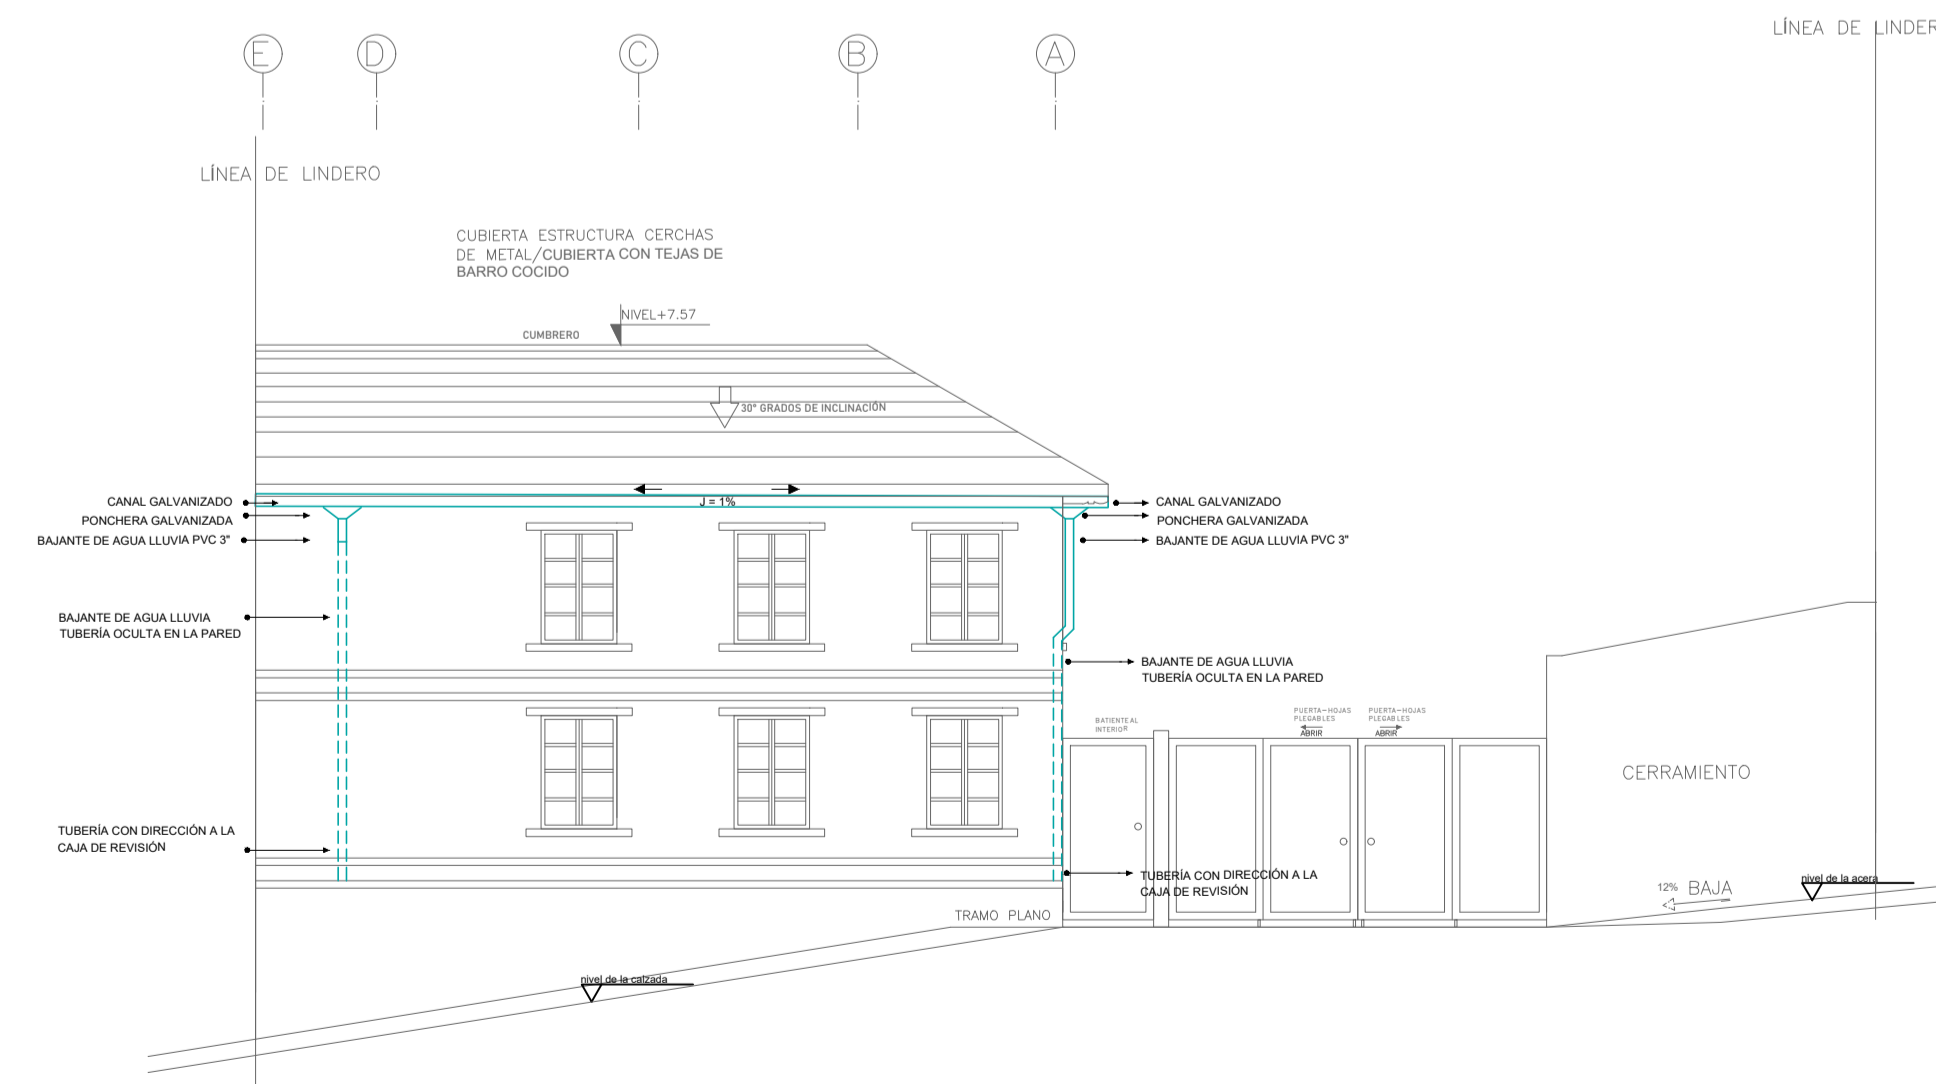 LÍNEA DE LINDER
E
D
C
B
A
LÍNEA DE LINDERO
CUBIERTA ESTRUCTURA CERCHAS
DE METAL/CUBIERTA CON TEJAS DE
BARRO COCIDO
NIVEL+7.57
CUMBRERO
30° GRADOS DE INCLINACIÓN
J = 1%
CANAL GALVANIZADO
PONCHERA GALVANIZADA
BAJANTE DE AGUA LLUVIA PVC 3"
BAJANTE DE AGUA LLUVIA
TUBERÍA OCULTA EN LA PARED
TUBERÍA CON DIRECCIÓN A LA
CAJA DE REVISIÓN
CANAL GALVANIZADO
PONCHERA GALVANIZADA
BAJANTE DE AGUA LLUVIA PVC 3"
BAJANTE DE AGUA LLUVIA
TUBERÍA OCULTA EN LA PARED
BATIENTE AL
INTERIOR
PUERTA-HOJAS
PLEGABLES
ABRIR
PUERTA-HOJAS
PLEGABLES
ABRIR
TUBERÍA CON DIRECCIÓN A LA
CAJA DE REVISIÓN
CERRAMIENTO
12% BAJA
nivel de la acera
TRAMO PLANO
nivel de la calzada